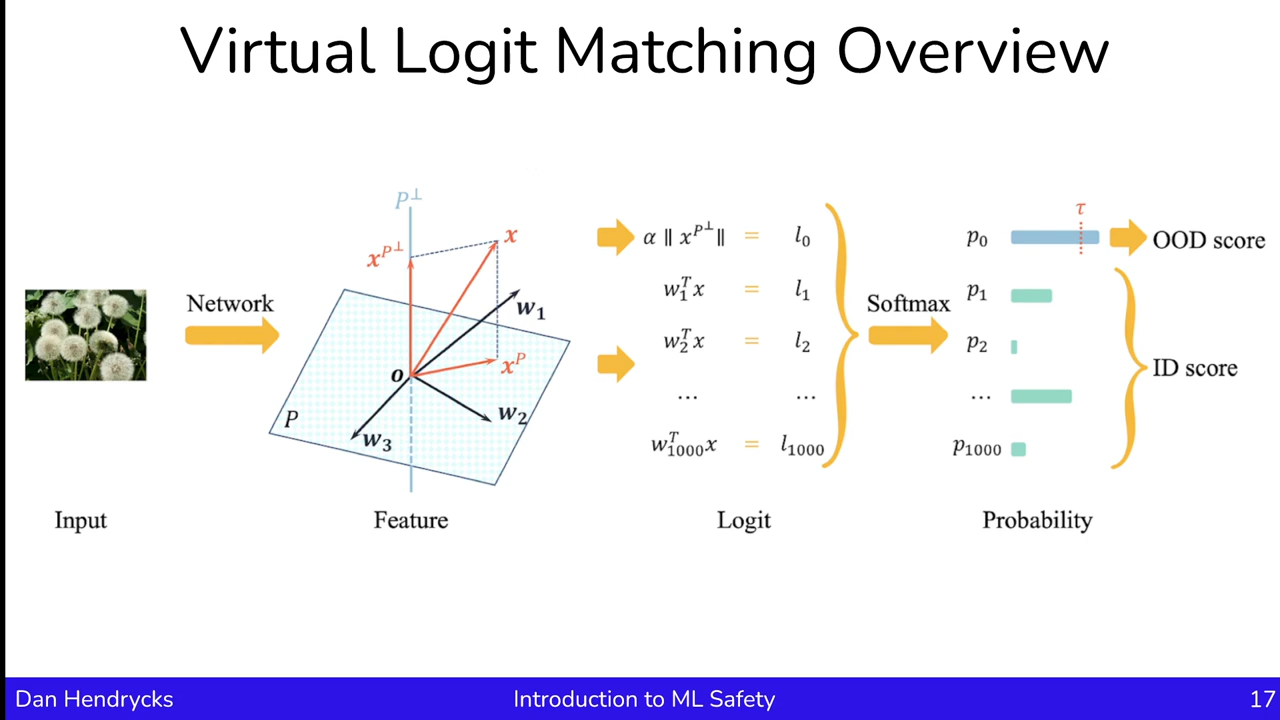 Virtual Logit Matching Overview
Network
P^⊥
x^{P^⊥}
x
w₁
o
x^P
w₂
w₃
P
α ‖ x^{P^⊥} ‖ = l₀
w₁ᵀx = l₁
w₂ᵀx = l₂
... ...
w₁₀₀₀ᵀx = l₁₀₀₀
Softmax
τ
p₀
p₁
p₂
...
p₁₀₀₀
OOD score
ID score
Input
Feature
Logit
Probability
Dan Hendrycks
Introduction to ML Safety
17